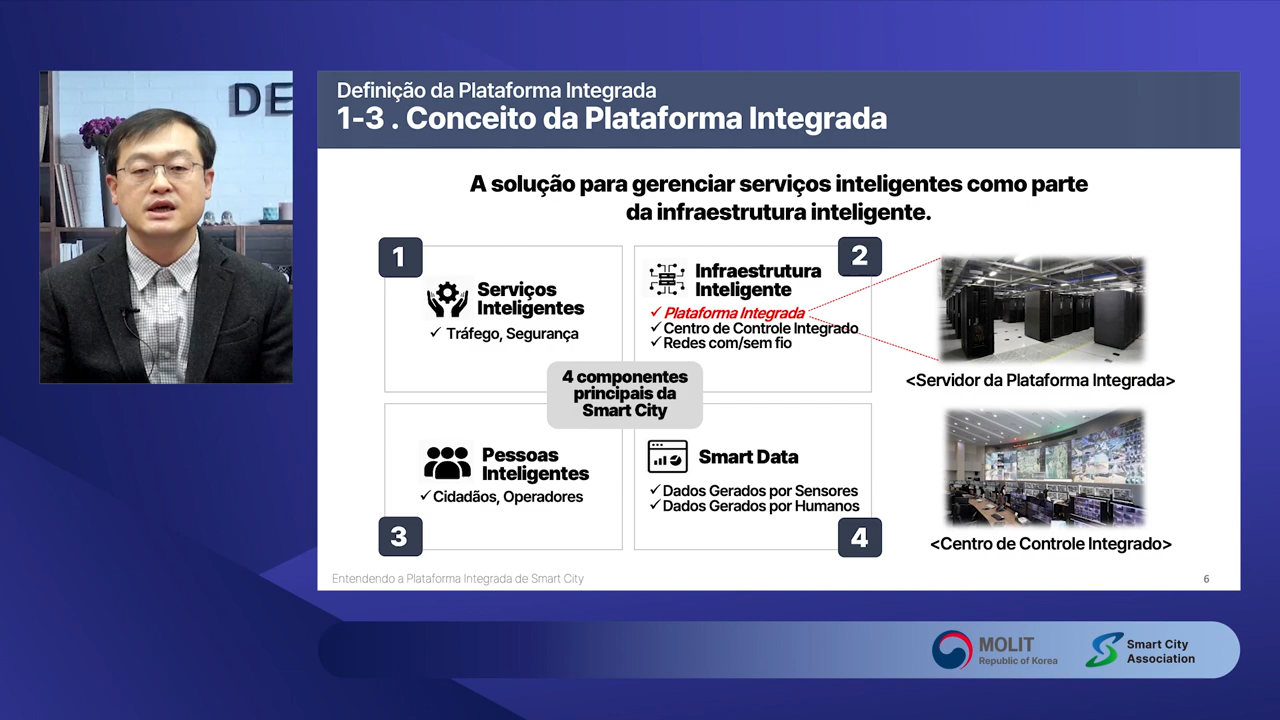 DE
Definição da Plataforma Integrada
1-3 . Conceito da Plataforma Integrada
A solução para gerenciar serviços inteligentes como parte
da infraestrutura inteligente.
1
Serviços
Inteligentes
✓ Tráfego, Segurança
2
Infraestrutura
Inteligente
✓ Plataforma Integrada
✓ Centro de Controle Integrado
✓ Redes com/sem fio
<Servidor da Plataforma Integrada>
4 componentes
principais da
Smart City
Pessoas
Inteligentes
✓ Cidadãos, Operadores
3
Smart Data
✓ Dados Gerados por Sensores
✓ Dados Gerados por Humanos
4
<Centro de Controle Integrado>
Entendendo a Plataforma Integrada de Smart City
6
MOLIT
Republic of Korea
Smart City
Association